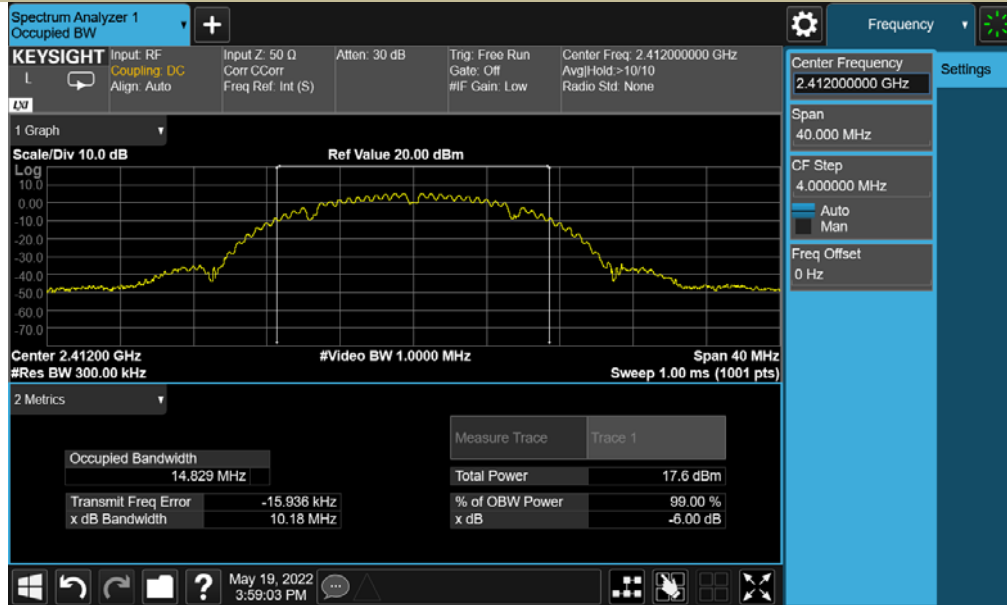 Spectrum Analyzer 1
Occupied BW
+
Frequency
KEYSIGHT
L
LXI
Input: RF
Coupling: DC
Align: Auto
Input Z: 50 Ω
Corr CCorr
Freq Ref: Int (S)
Atten: 30 dB
Trig: Free Run
Gate: Off
#IF Gain: Low
Center Freq: 2.412000000 GHz
Avg|Hold:>10/10
Radio Std: None
Center Frequency
2.412000000 GHz
Settings
Span
40.000 MHz
CF Step
4.000000 MHz
Auto
Man
Freq Offset
0 Hz
1 Graph
Scale/Div 10.0 dB
Ref Value 20.00 dBm
Log
10.0
0.00
-10.0
-20.0
-30.0
-40.0
-50.0
-60.0
-70.0
Center 2.41200 GHz
#Video BW 1.0000 MHz
Span 40 MHz
#Res BW 300.00 kHz
Sweep 1.00 ms (1001 pts)
2 Metrics
Measure Trace
Trace 1
Occupied Bandwidth
14.829 MHz
Total Power
17.6 dBm
Transmit Freq Error
-15.936 kHz
% of OBW Power
99.00 %
x dB Bandwidth
10.18 MHz
x dB
-6.00 dB
?
May 19, 2022
3:59:03 PM